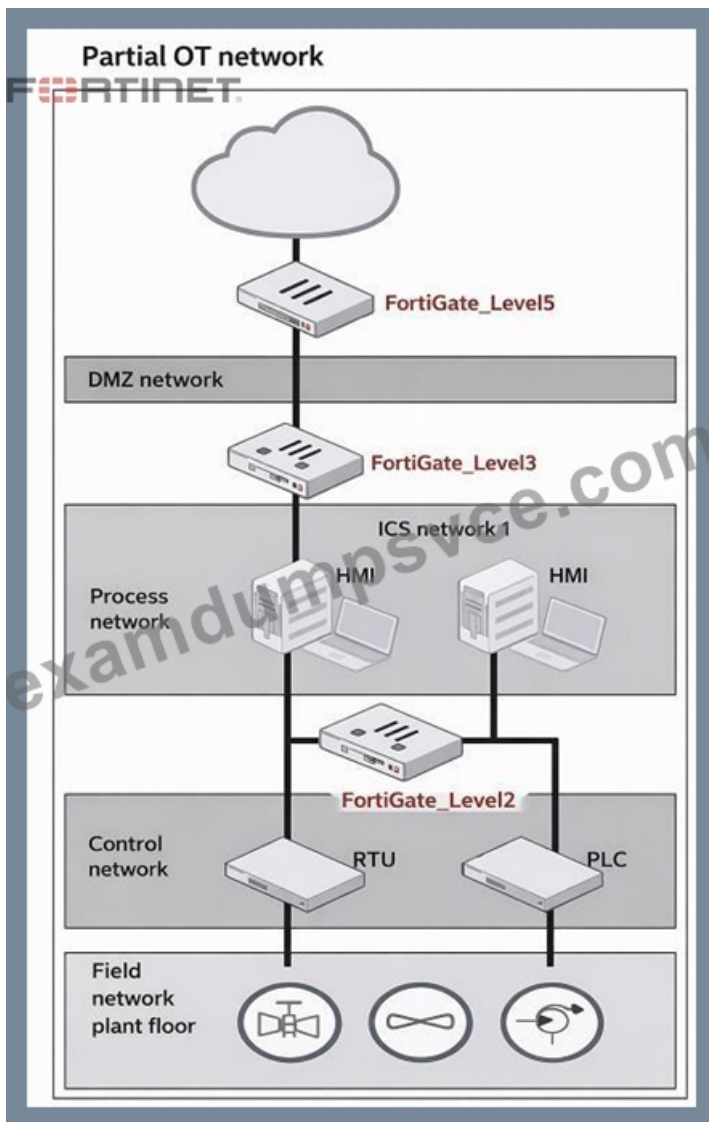 Partial OT network
FORTINET
FortiGate_Level5
DMZ network
FortiGate_Level3
ICS network 1
HMI
HMI
Process
network
FortiGate_Level2
Control
network
RTU
PLC
Field
network
plant floor
examdumpsvce.com